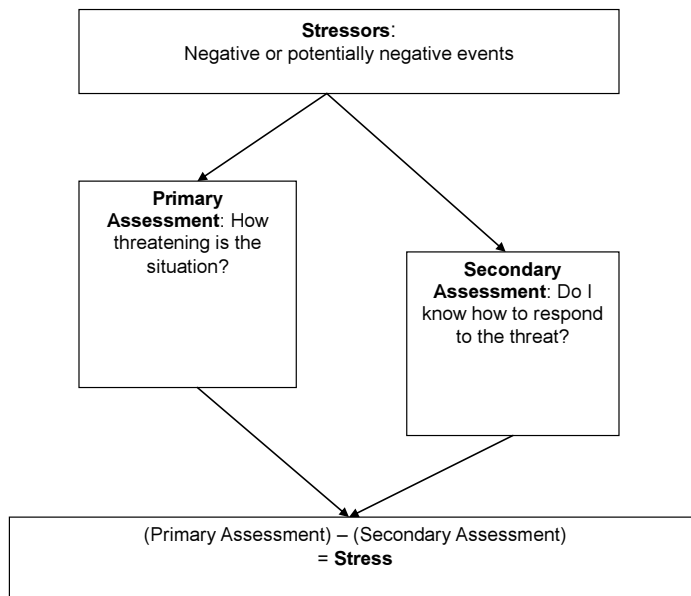 Stressors:
Negative or potentially negative events
Primary
Assessment: How
threatening is the
situation?
Secondary
Assessment: Do I
know how to respond
to the threat?
(Primary Assessment) – (Secondary Assessment)
= Stress